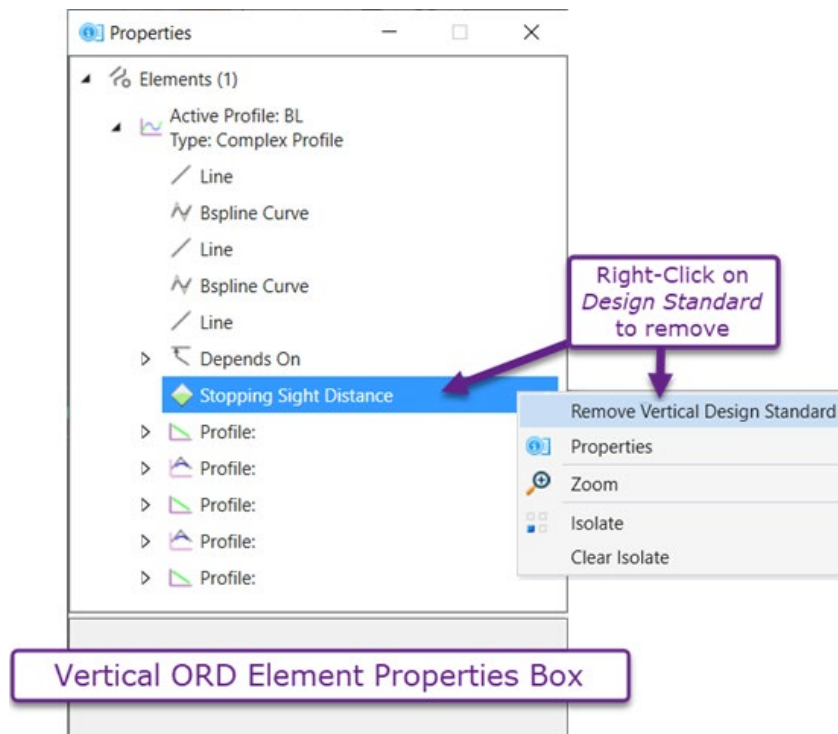 Properties
Elements (1)
Active Profile: BL
Type: Complex Profile
Line
Bspline Curve
Line
Bspline Curve
Line
Depends On
Stopping Sight Distance
Profile:
Profile:
Profile:
Profile:
Profile:
Right-Click on
Design Standard
to remove
Remove Vertical Design Standard
Properties
Zoom
Isolate
Clear Isolate
Vertical ORD Element Properties Box